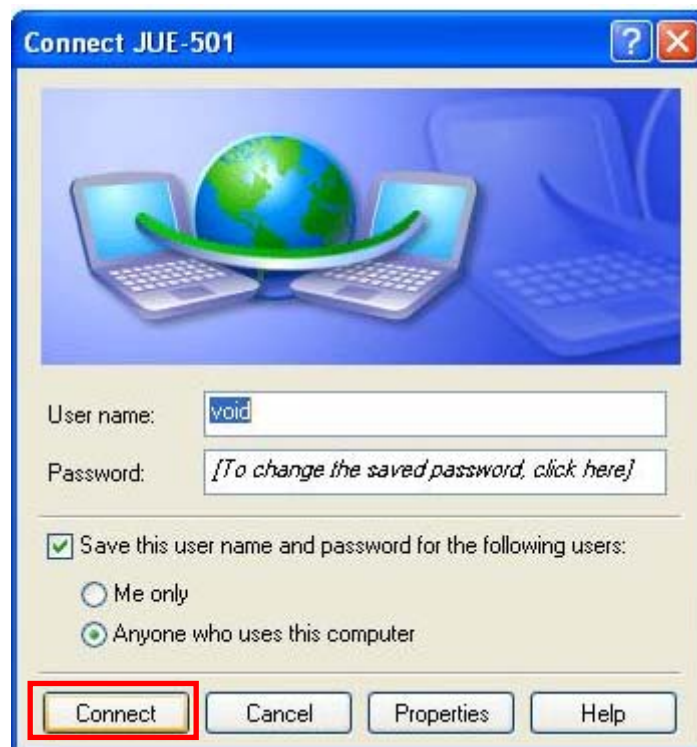 Connect JUE-501
User name: void
Password: [To change the saved password, click here]
Save this user name and password for the following users:
Me only
Anyone who uses this computer
Connect Cancel Properties Help